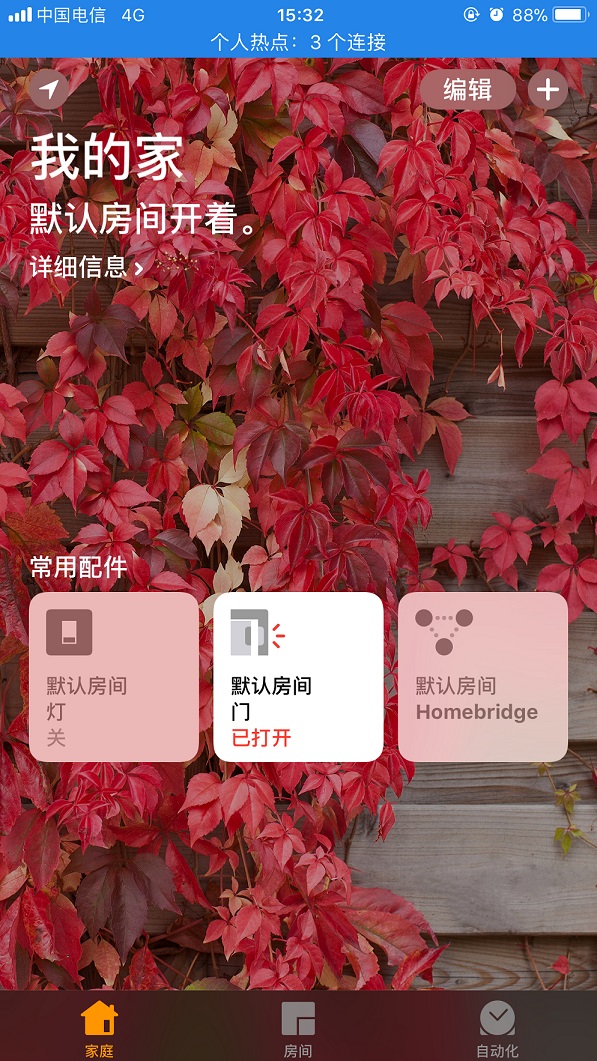 中国电信 4G 15:32 88%
个人热点：3 个连接
编辑
我的家
默认房间开着。
详细信息
常用配件
默认房间
灯
关
默认房间
门
已打开
默认房间
Homebridge
家庭 房间 自动化